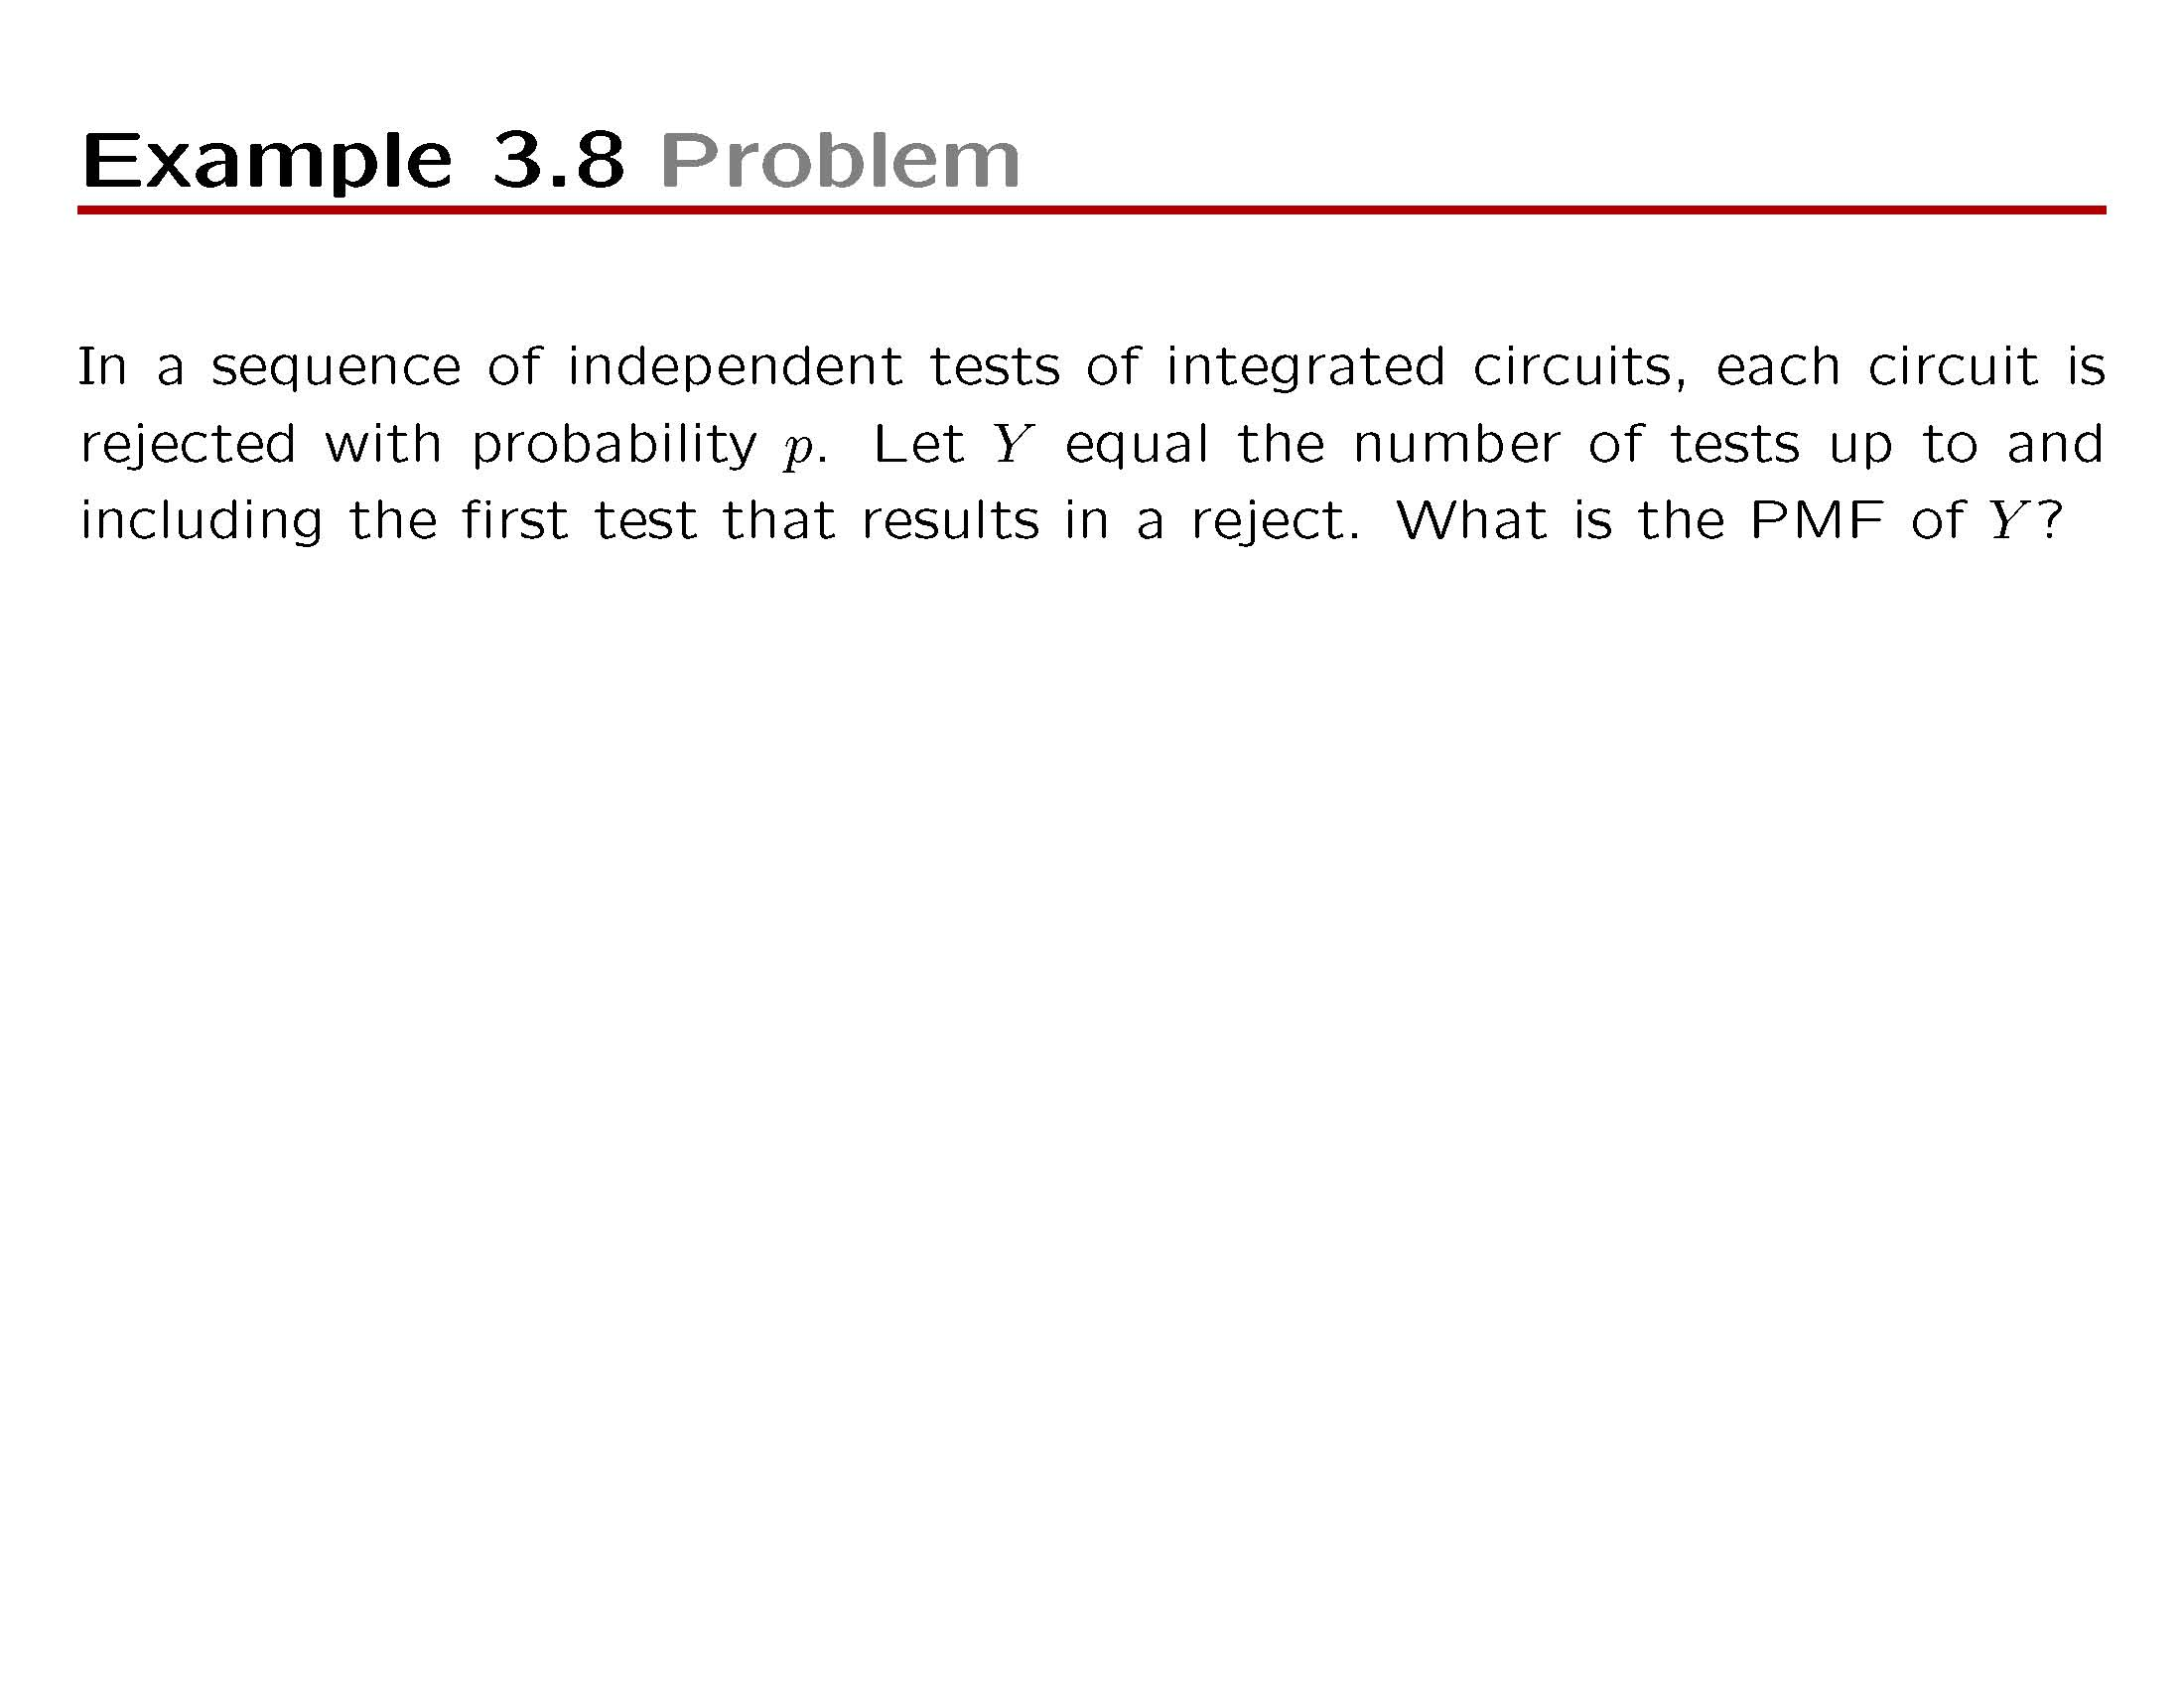 Example 3.8 Problem
In a sequence of independent tests of integrated circuits, each circuit is
rejected with probability p. Let Y equal the number of tests up to and
including the first test that results in a reject. What is the PMF of Y?